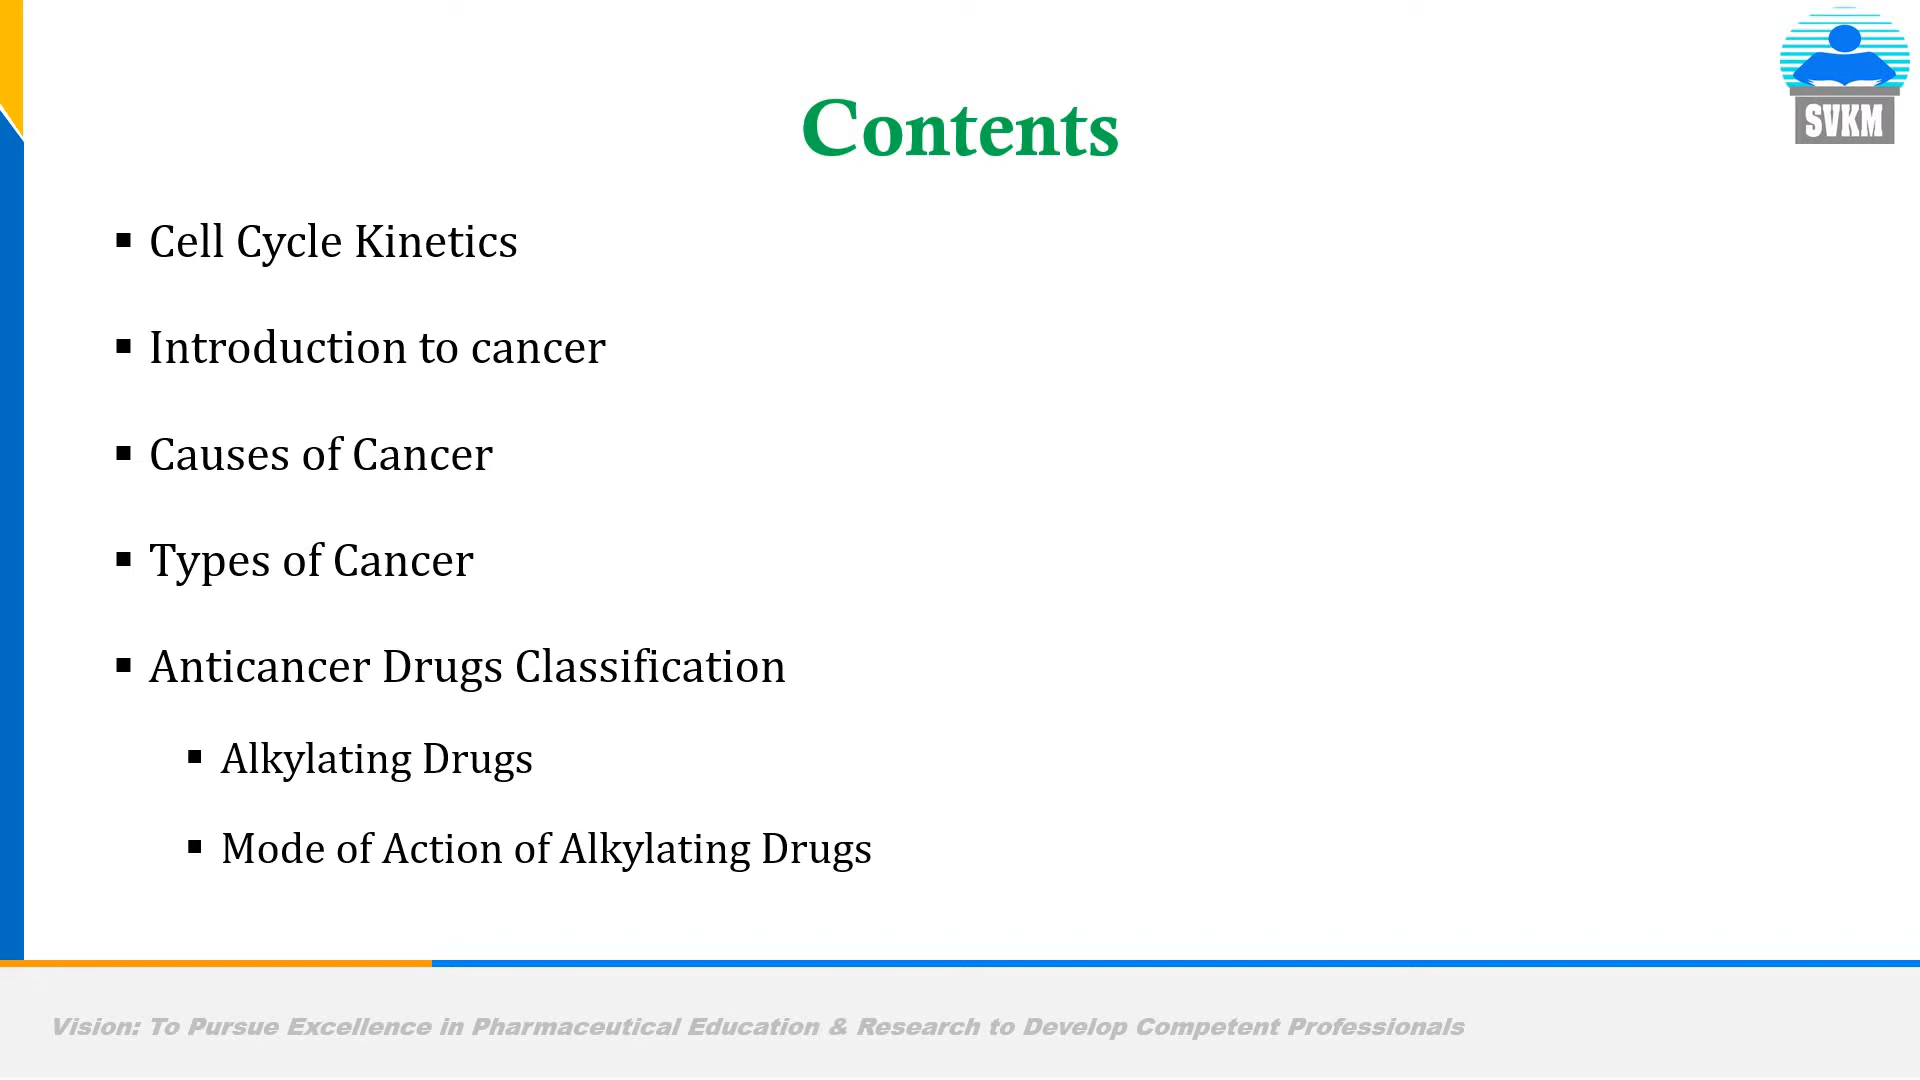 SVKM
Contents
▪ Cell Cycle Kinetics
▪ Introduction to cancer
▪ Causes of Cancer
▪ Types of Cancer
▪ Anticancer Drugs Classification
▪ Alkylating Drugs
▪ Mode of Action of Alkylating Drugs
Vision: To Pursue Excellence in Pharmaceutical Education & Research to Develop Competent Professionals